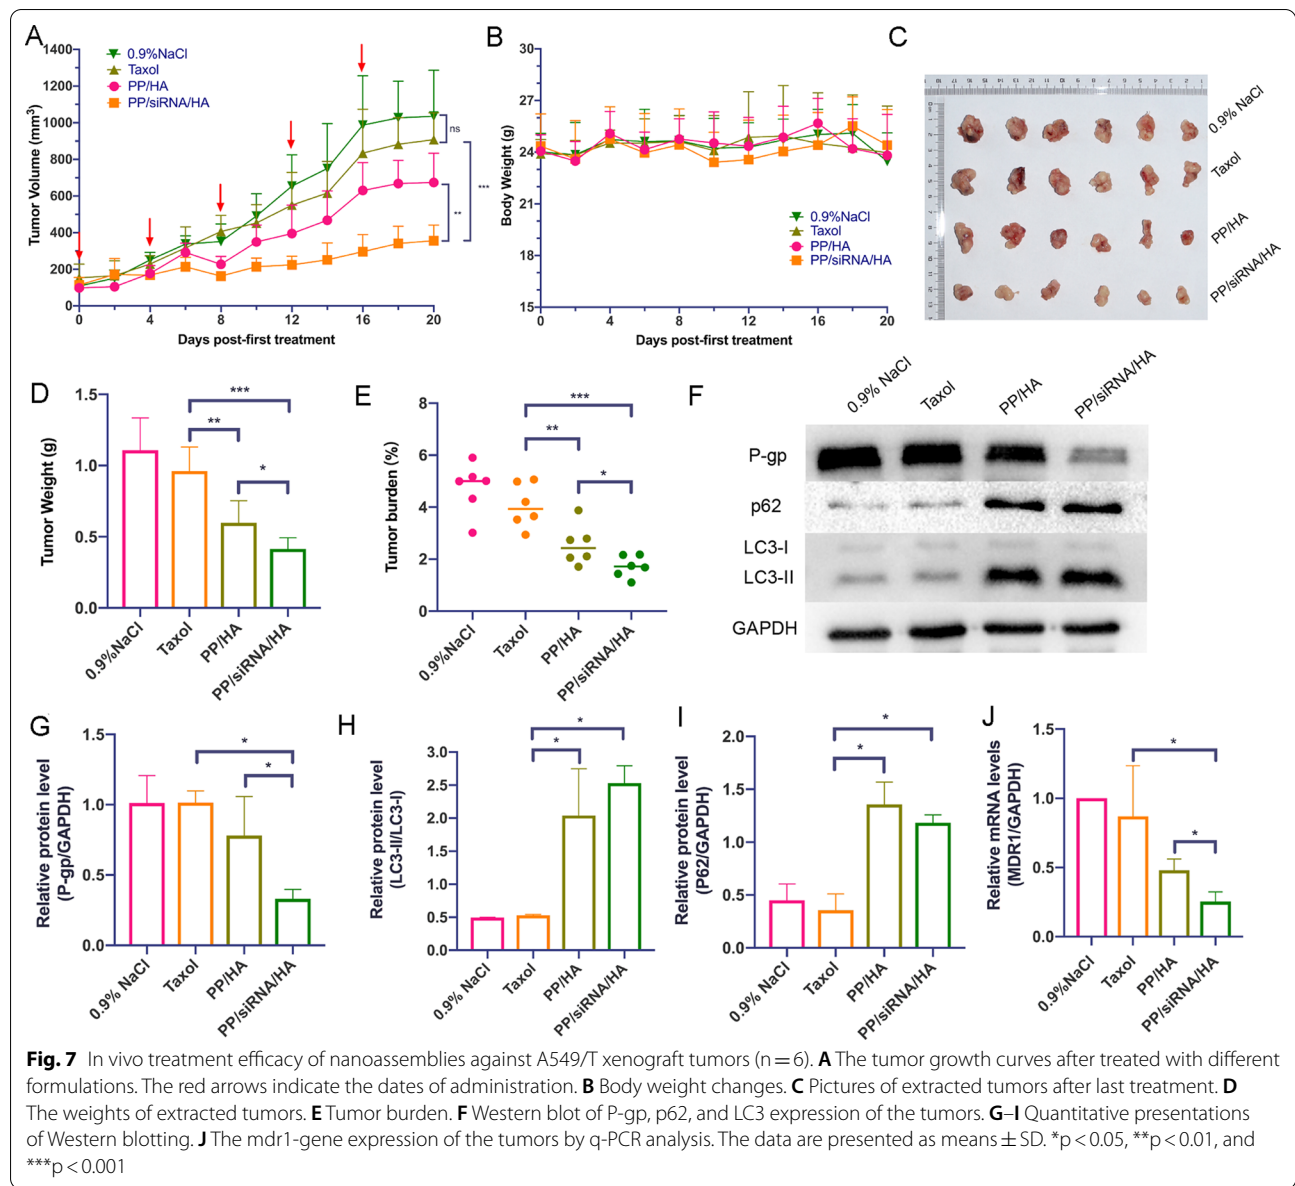 A
0.9%NaCl
Taxol
PP/HA
PP/siRNA/HA
Tumor Volume (mm³)
1400
1200
1000
800
600
400
200
0
0 4 8 12 16 20
Days post-first treatment
ns
**
***
B
Body Weight (g)
30
27
24
21
18
15
0 4 8 12 16 20
Days post-first treatment
0.9%NaCl
Taxol
PP/HA
PP/siRNA/HA
C
0.9% NaCl
Taxol
PP/HA
PP/siRNA/HA
D
Tumor Weight (g)
1.5
1.0
0.5
0.0
***
**
*
0.9%NaCl
Taxol
PP/HA
PP/siRNA/HA
E
Tumor burden (%)
8
6
4
2
0
***
**
*
0.9%NaCl
Taxol
PP/HA
PP/siRNA/HA
F
0.9% NaCl
Taxol
PP/HA
PP/siRNA/HA
P-gp
p62
LC3-I
LC3-II
GAPDH
G
Relative protein level
(P-gp/GAPDH)
1.5
1.0
0.5
0.0
*
*
0.9% NaCl
Taxol
PP/HA
PP/siRNA/HA
H
Relative protein level
(LC3-II/LC3-I)
3.0
2.5
2.0
1.5
1.0
0.5
0.0
*
*
0.9% NaCl
Taxol
PP/HA
PP/siRNA/HA
I
Relative protein level
(P62/GAPDH)
2.0
1.5
1.0
0.5
0.0
*
*
0.9% NaCl
Taxol
PP/HA
PP/siRNA/HA
J
Relative mRNA levels
(MDR1/GAPDH)
1.5
1.0
0.5
0.0
*
*
0.9%NaCl
Taxol
PP/HA
PP/siRNA/HA
Fig. 7 In vivo treatment efficacy of nanoassemblies against A549/T xenograft tumors (n = 6). A The tumor growth curves after treated with different
formulations. The red arrows indicate the dates of administration. B Body weight changes. C Pictures of extracted tumors after last treatment. D
The weights of extracted tumors. E Tumor burden. F Western blot of P-gp, p62, and LC3 expression of the tumors. G–I Quantitative presentations
of Western blotting. J The mdr1-gene expression of the tumors by q-PCR analysis. The data are presented as means ± SD. *p < 0.05, **p < 0.01, and
***p < 0.001